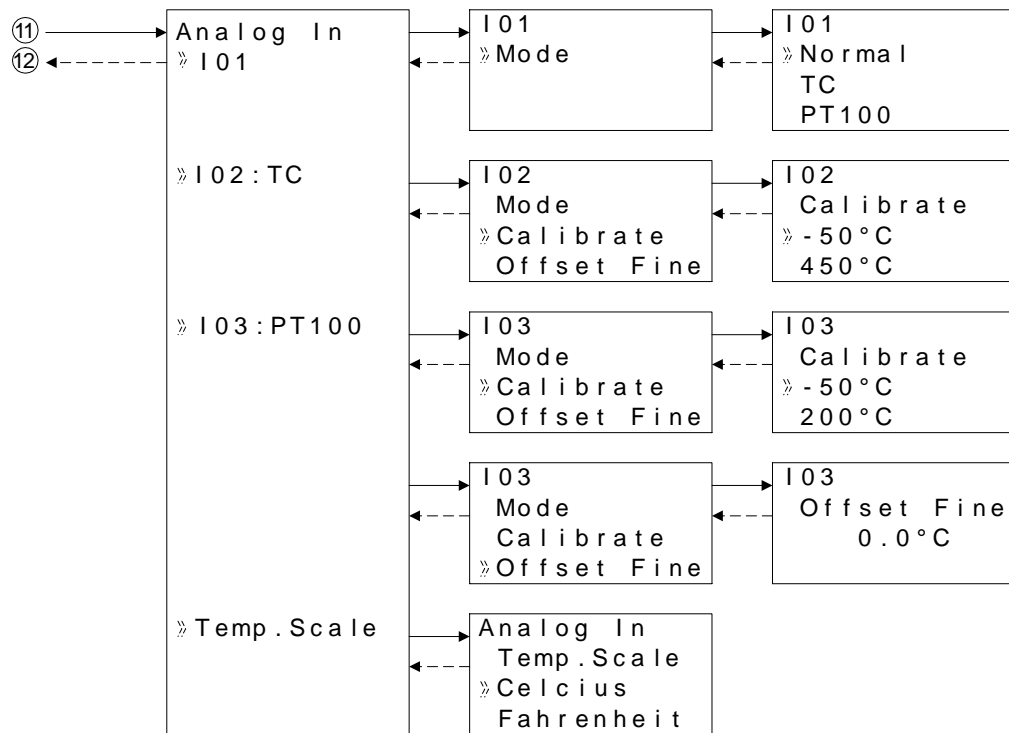 ⑪
⑫
Analog In
» I01
I01
» Mode
I01
» Normal
TC
PT100
» I02:TC
I02
Mode
» Calibrate
Offset Fine
I02
Calibrate
» -50°C
450°C
» I03:PT100
I03
Mode
» Calibrate
Offset Fine
I03
Calibrate
» -50°C
200°C
I03
Mode
Calibrate
» Offset Fine
I03
Offset Fine
0.0°C
» Temp.Scale
Analog In
Temp.Scale
» Celcius
Fahrenheit